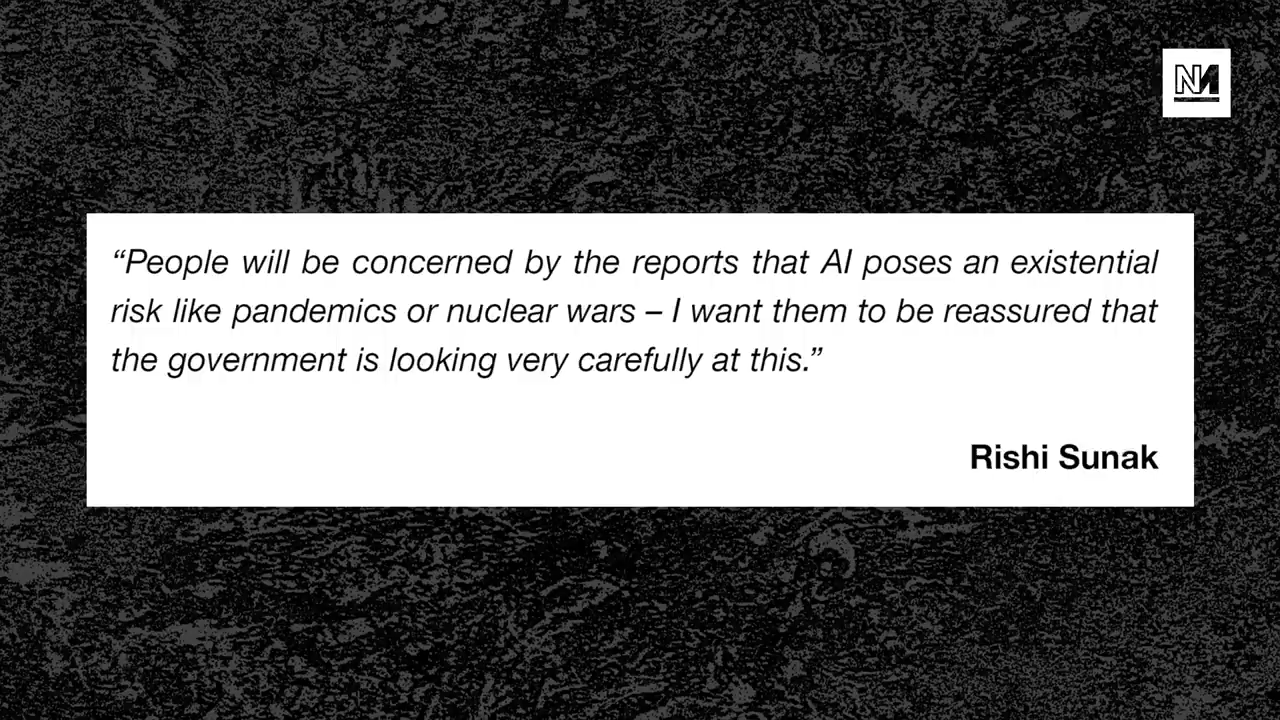 NM
“People will be concerned by the reports that AI poses an existential
risk like pandemics or nuclear wars – I want them to be reassured that
the government is looking very carefully at this.”
Rishi Sunak